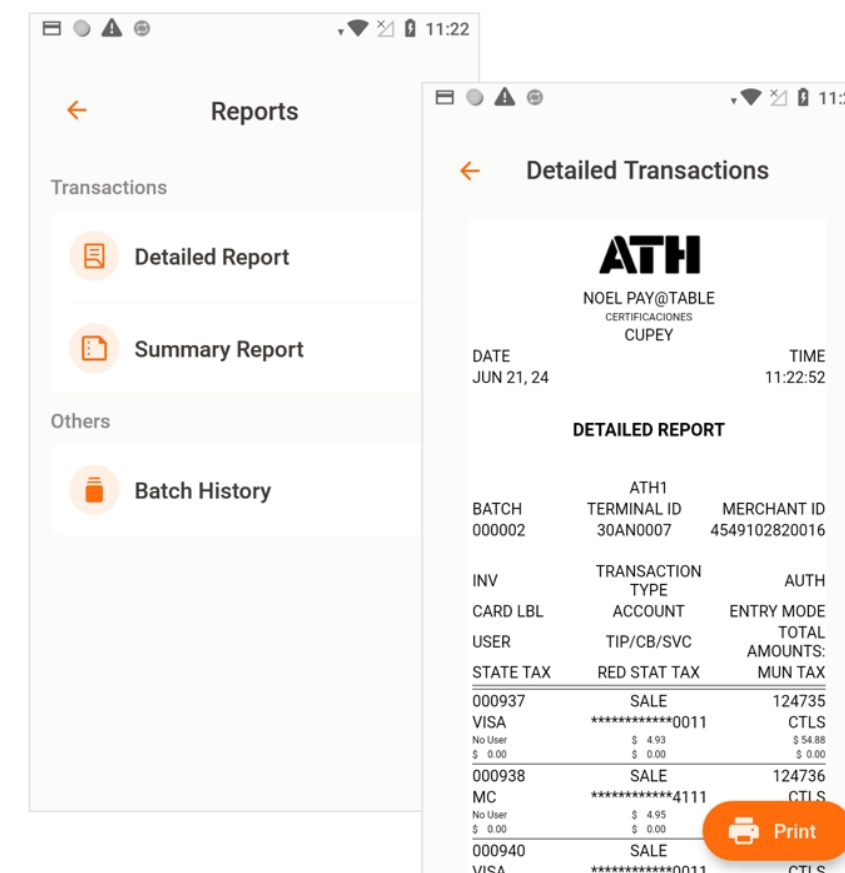 11:22
Reports
Transactions
Detailed Report
Summary Report
Others
Batch History
Detailed Transactions
ATH
NOEL PAY@TABLE
CERTIFICACIONES
CUPEY
DATE TIME
JUN 21, 24 11:22:52
DETAILED REPORT
ATH1
BATCH TERMINAL ID MERCHANT ID
000002 30AN0007 4549102820016
INV TRANSACTION TYPE AUTH
CARD LBL ACCOUNT ENTRY MODE
USER TIP/CB/SVC TOTAL AMOUNTS:
STATE TAX RED STAT TAX MUN TAX
000937 SALE 124735
VISA ************0011 CTLS
No User $ 4.93 $ 54.88
$ 0.00 $ 0.00 $ 0.00
000938 SALE 124736
MC ************4111 CTLS
No User $ 4.95
$ 0.00 $ 0.00
Print
000940 SALE
VISA ************0011 CTLS